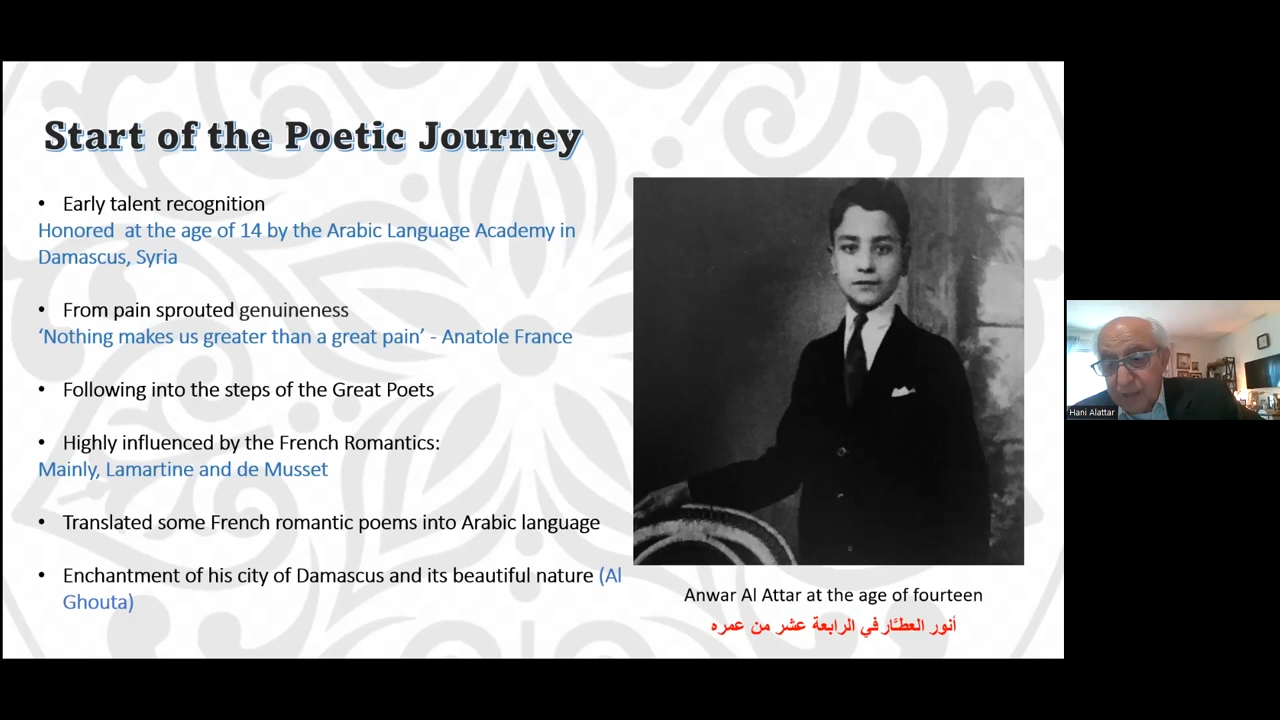 Start of the Poetic Journey
• Early talent recognition
Honored at the age of 14 by the Arabic Language Academy in
Damascus, Syria
• From pain sprouted genuineness
‘Nothing makes us greater than a great pain’ - Anatole France
• Following into the steps of the Great Poets
• Highly influenced by the French Romantics:
Mainly, Lamartine and de Musset
• Translated some French romantic poems into Arabic language
• Enchantment of his city of Damascus and its beautiful nature (Al
Ghouta)
Anwar Al Attar at the age of fourteen
أنور العطّار في الرابعة عشر من عمره
Hani Alattar